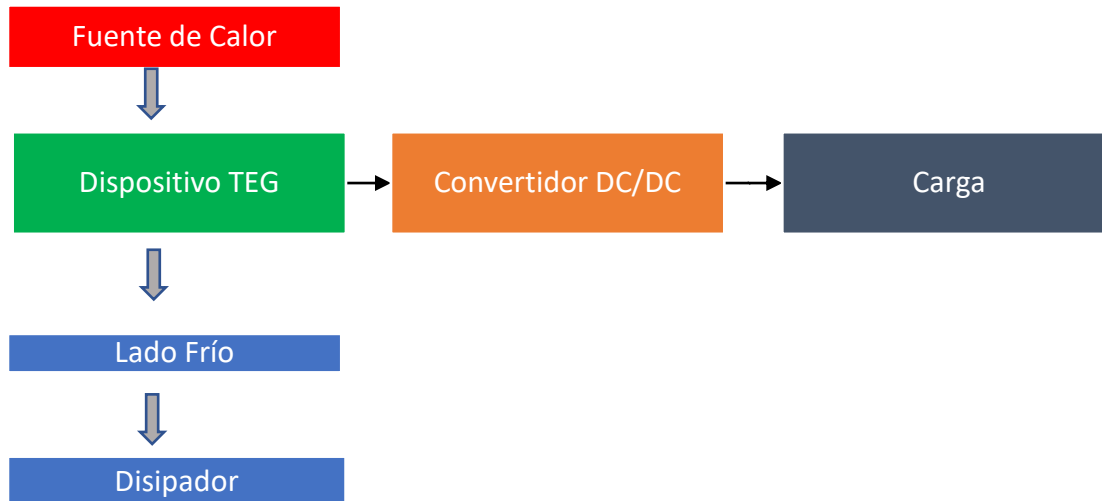 Fuente de Calor
Dispositivo TEG
Convertidor DC/DC
Carga
Lado Frío
Disipador